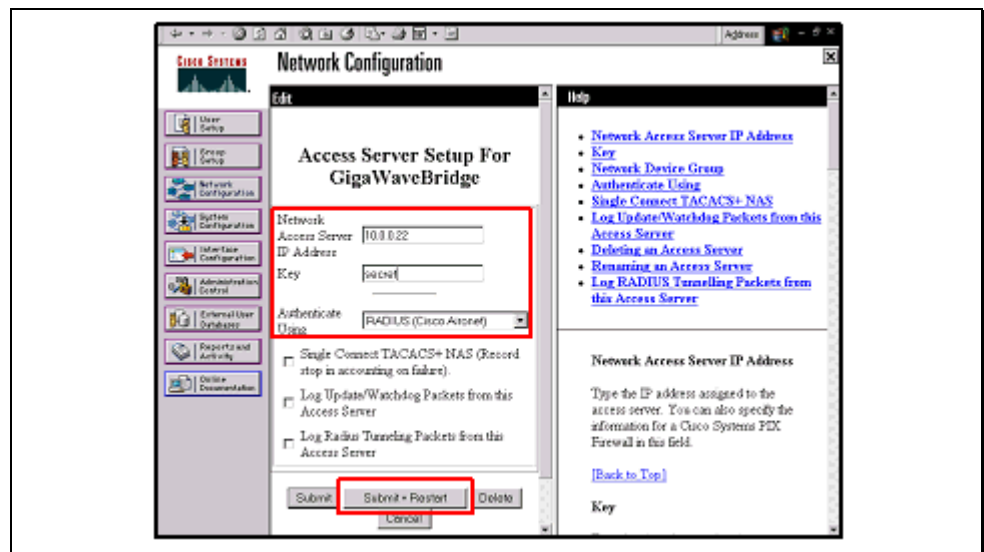 Address
Cisco Systems
Network Configuration
User
Setup
Group
Setup
Network
Configuration
System
Configuration
Interface
Configuration
Administration
Control
External User
Databases
Reports and
Activity
Online
Documentation
Edit
Access Server Setup For
GigaWaveBridge
Network
Access Server
IP Address
10.0.0.22
Key
secret
Authenticate
Using
RADIUS (Cisco Aironet)
Single Connect TACACS+ NAS (Record
stop in accounting on failure).
Log Update/Watchdog Packets from this
Access Server
Log Radius Tunneling Packets from this
Access Server
Submit
Submit + Restart
Delete
Cancel
Help
Network Access Server IP Address
Key
Network Device Group
Authenticate Using
Single Connect TACACS+ NAS
Log Update/Watchdog Packets from this
Access Server
Deleting an Access Server
Renaming an Access Server
Log RADIUS Tunnelling Packets from
this Access Server
Network Access Server IP Address
Type the IP address assigned to the
access server. You can also specify the
information for a Cisco Systems PIX
Firewall in this field.
[Back to Top]
Key